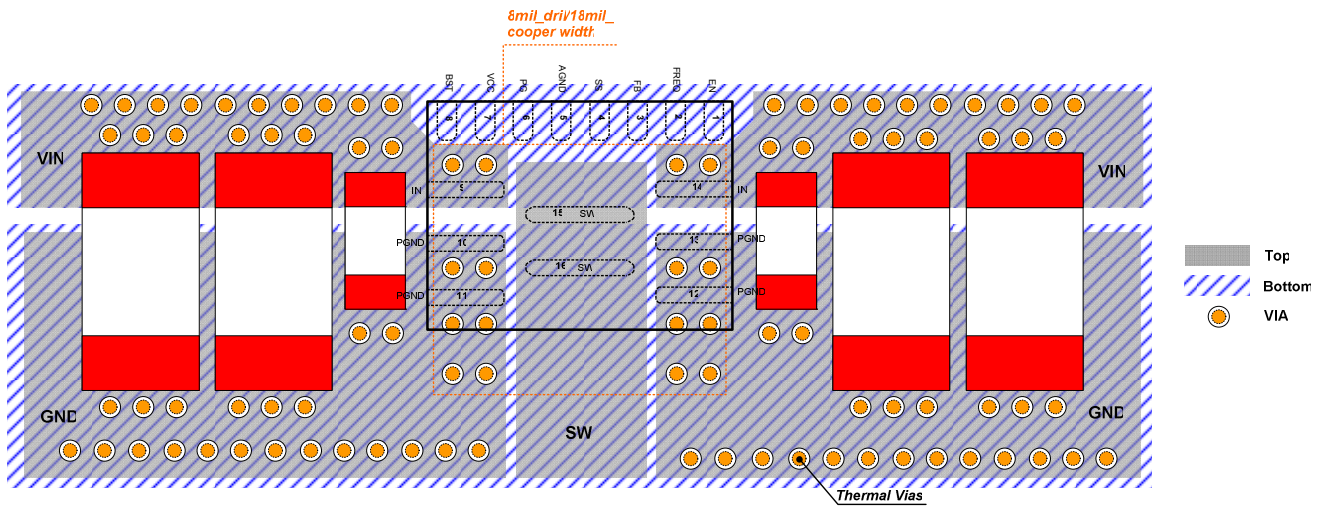 8mil_dril/18mil_
cooper width
BST VCC PG AGND SS FB FREQ EN
8 7 6 5 4 3 2 1
VIN
VIN
IN 9 14 IN
15 SW
PGND 10 13 PGND
16 SW
PGND 11 12 PGND
Top
Bottom
VIA
GND
GND
SW
Thermal Vias